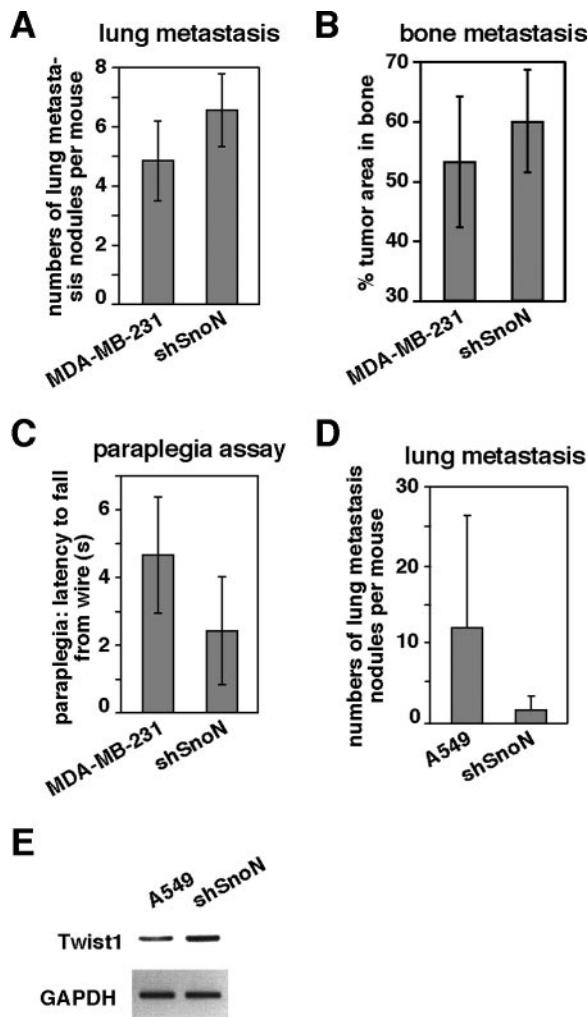 A
lung metastasis
numbers of lung metasta-
sis nodules per mouse
8
6
4
2
0
MDA-MB-231
shSnoN
B
bone metastasis
% tumor area in bone
70
60
50
40
30
MDA-MB-231
shSnoN
C
paraplegia assay
paraplegia: latency to fall
from wire (s)
6
4
2
0
MDA-MB-231
shSnoN
D
lung metastasis
numbers of lung metastasis
nodules per mouse
30
20
10
0
A549
shSnoN
E
A549
shSnoN
Twist1
GAPDH